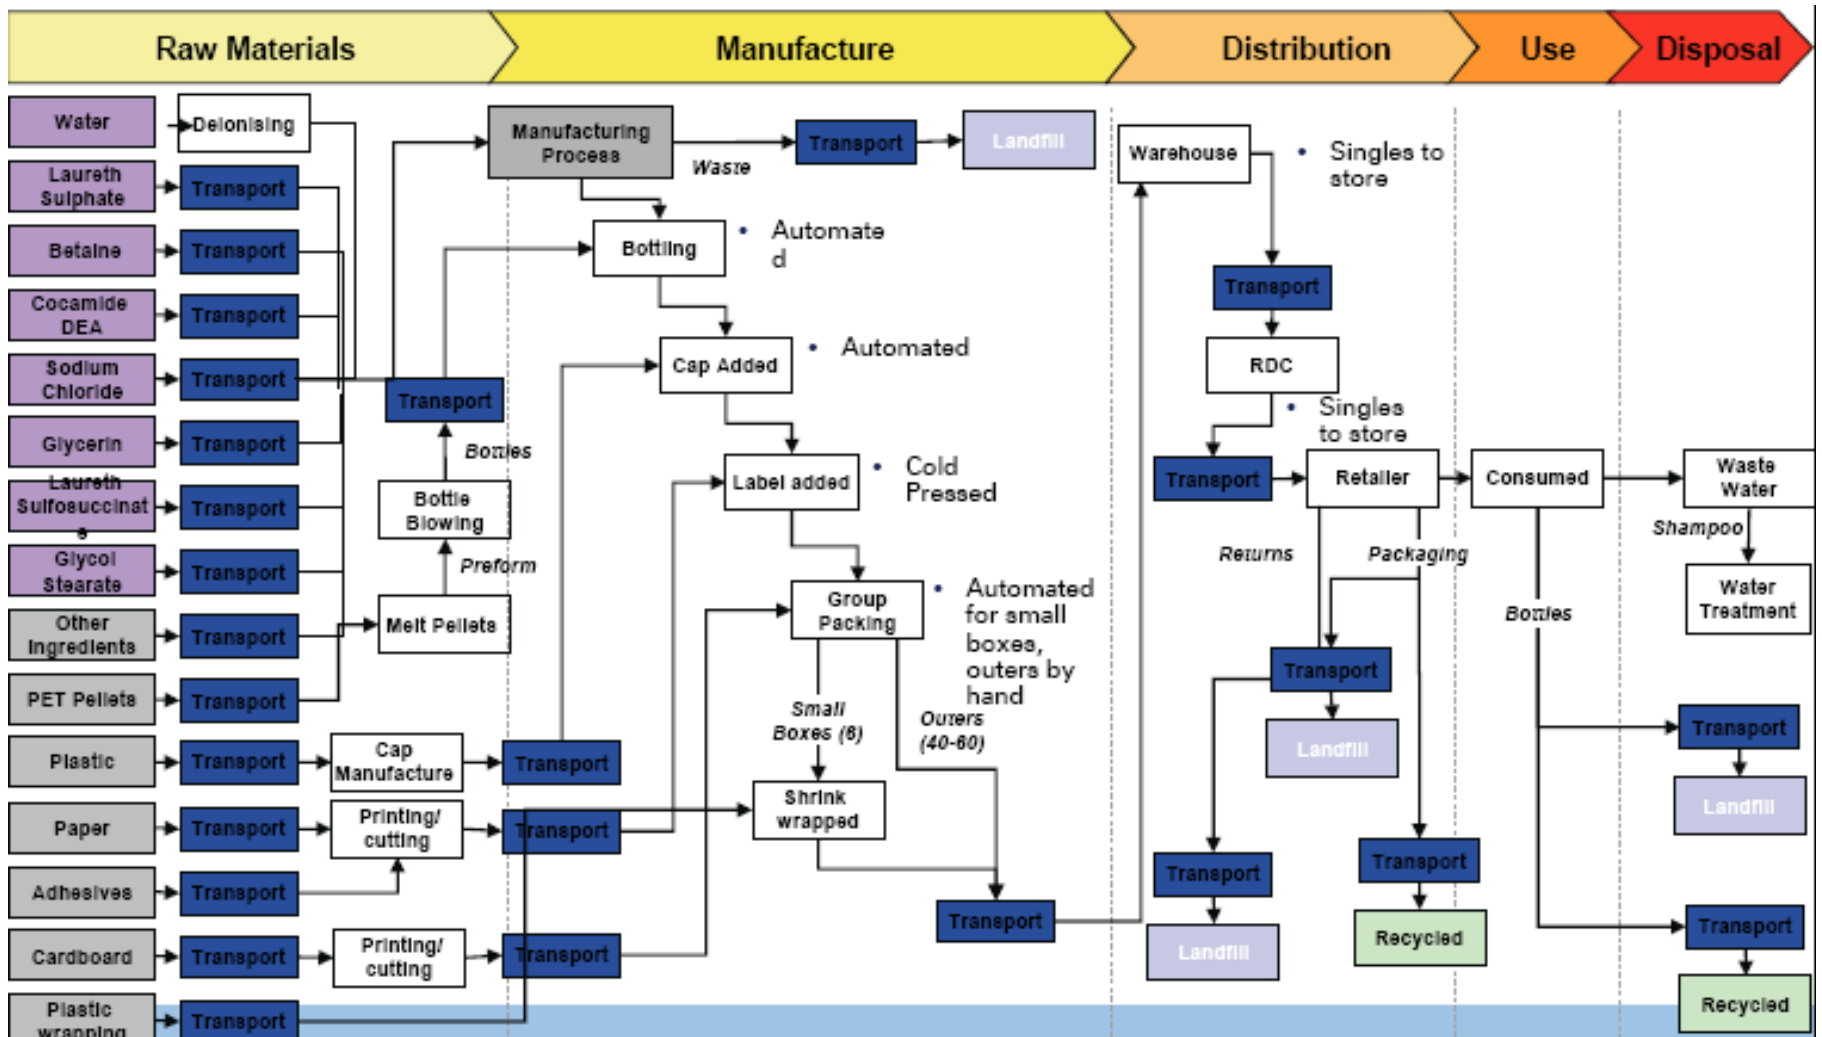 Raw Materials
Manufacture
Distribution
Use
Disposal
Water
Deionising
Laureth
Sulphate
Transport
Betaine
Transport
Cocamide
DEA
Transport
Sodium
Chloride
Transport
Glycerin
Transport
Laureth
Sulfosuccinat
e
Transport
Glycol
Stearate
Transport
Other
Ingredients
Transport
PET Pellets
Transport
Plastic
Transport
Cap
Manufacture
Transport
Paper
Transport
Printing/
cutting
Transport
Adhesives
Transport
Cardboard
Transport
Printing/
cutting
Transport
Plastic
wrapping
Transport
Transport
Bottles
Bottle
Blowing
Preform
Melt Pellets
Manufacturing
Process
Waste
Transport
Landfill
Bottling
• Automate
d
Cap Added
• Automated
Label added
• Cold
Pressed
Group
Packing
• Automated
for small
boxes,
outers by
hand
Small
Boxes (6)
Outers
(40-60)
Shrink
wrapped
Transport
Warehouse
• Singles to
store
Transport
RDC
• Singles
to store
Transport
Retailer
Returns
Packaging
Transport
Landfill
Transport
Landfill
Transport
Recycled
Consumed
Bottles
Waste
Water
Shampoo
Water
Treatment
Transport
Landfill
Transport
Recycled